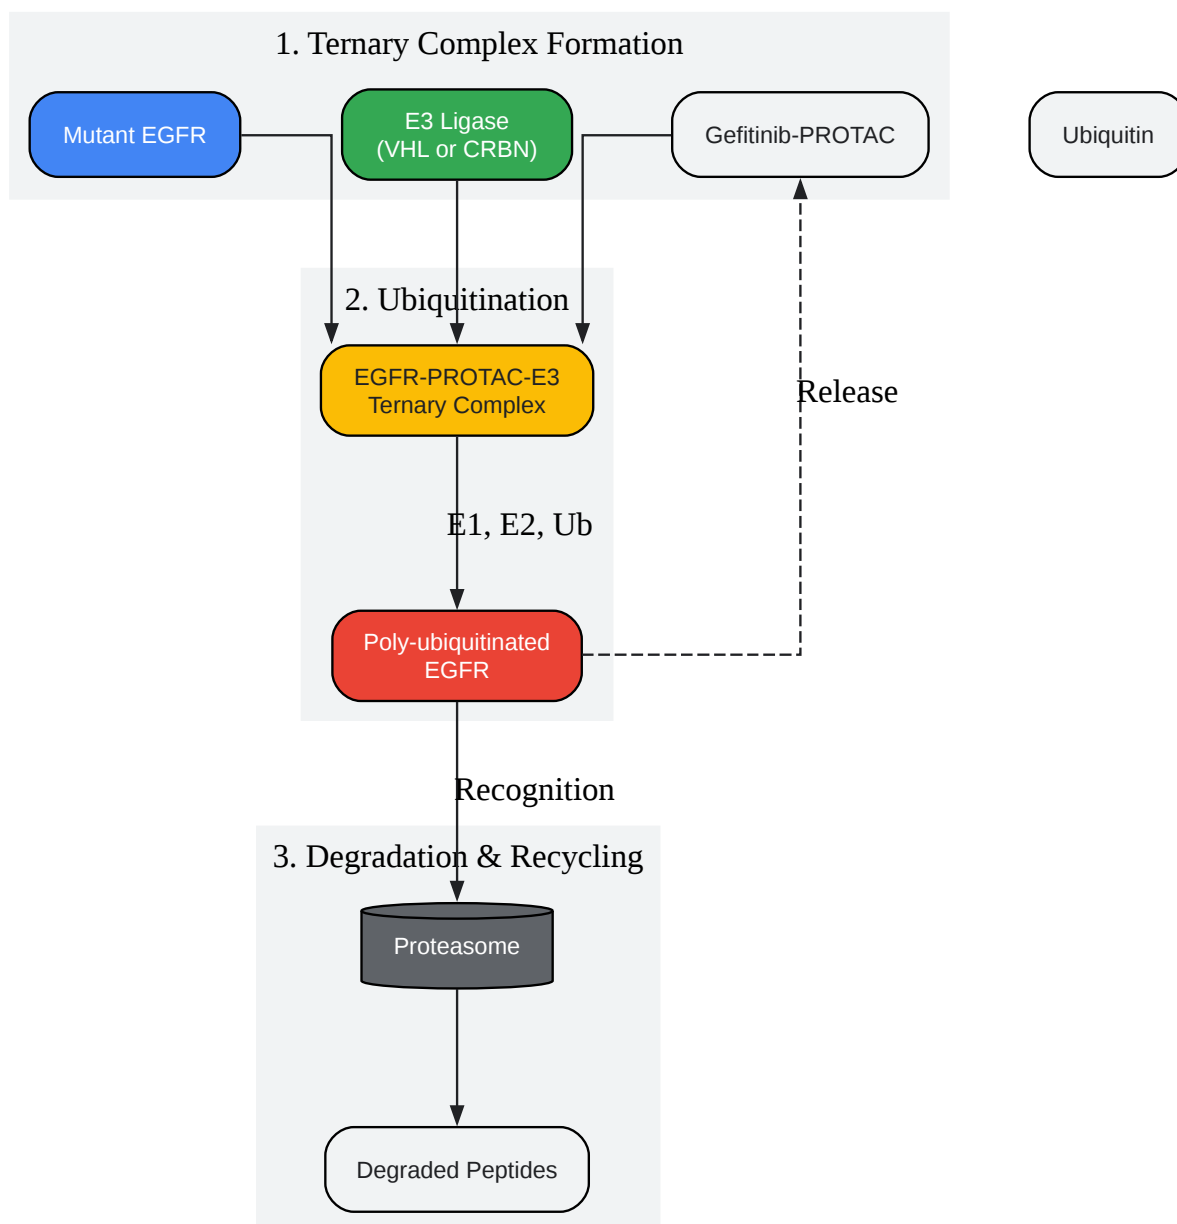 1. Ternary Complex Formation
Mutant EGFR
E3 Ligase
(VHL or CRBN)
Gefitinib-PROTAC
Ubiquitin
2. Ubiquitination
EGFR-PROTAC-E3
Ternary Complex
Release
E1, E2, Ub
Poly-ubiquitinated
EGFR
Recognition
3. Degradation & Recycling
Proteasome
Degraded Peptides